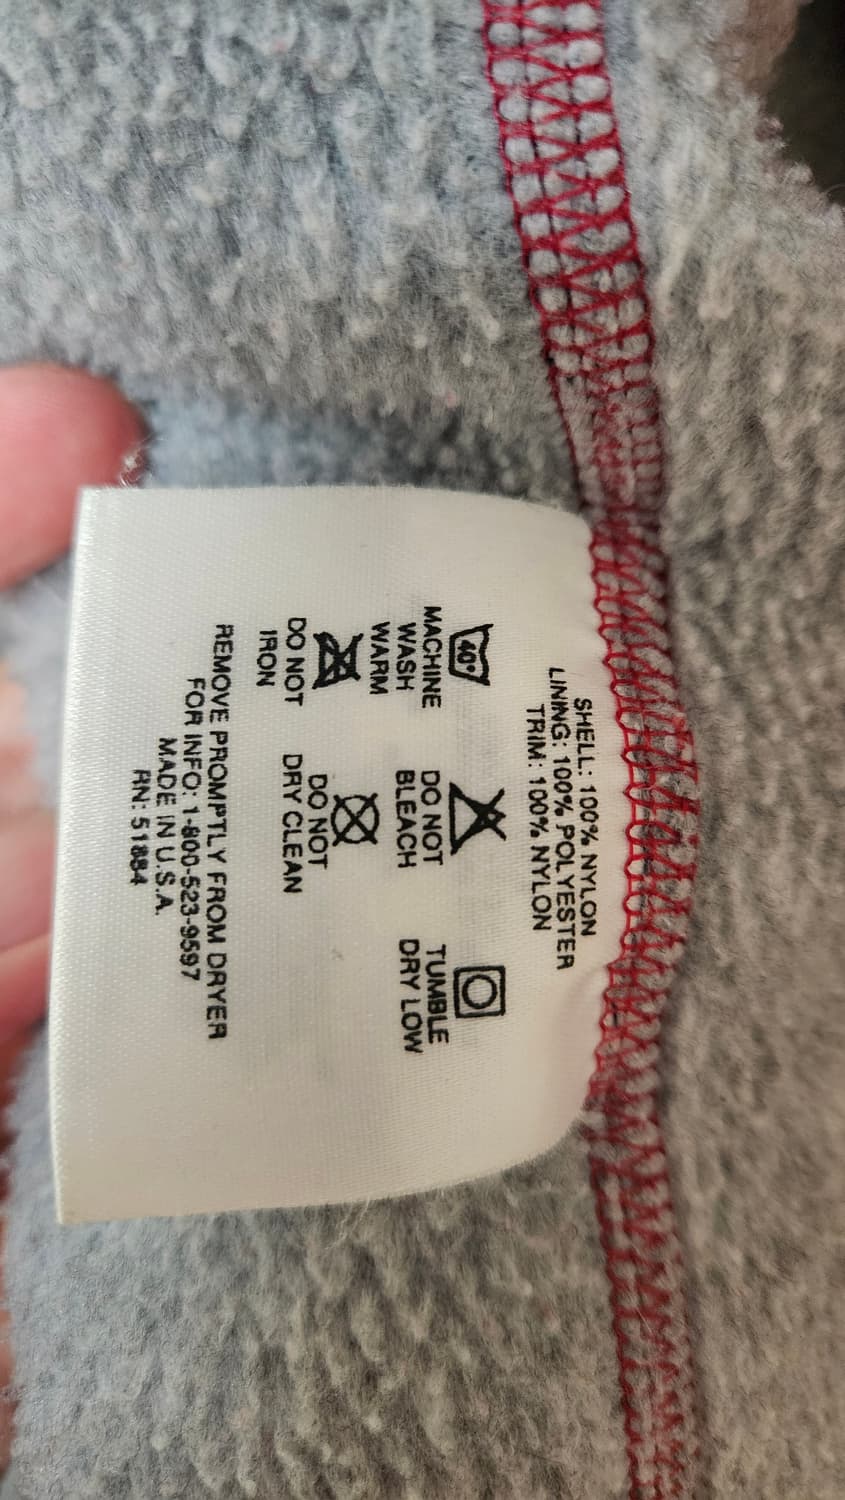 SHELL: 100% NYLON
LINING: 100% POLYESTER
TRIM: 100% NYLON
40°
MACHINE WASH WARM
DO NOT BLEACH
TUMBLE DRY LOW
DO NOT IRON
DO NOT DRY CLEAN
REMOVE PROMPTLY FROM DRYER
FOR INFO: 1-800-523-9597
MADE IN U.S.A.
RN: 51884